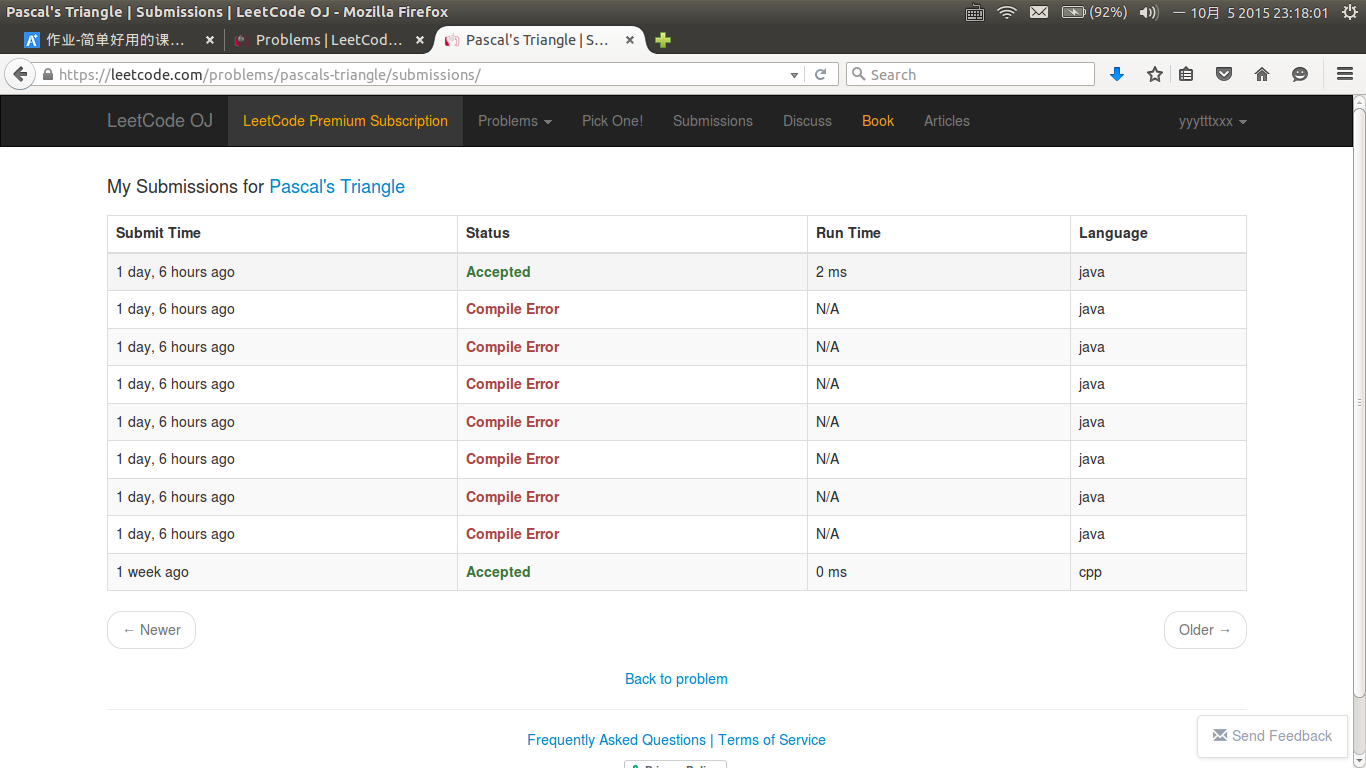 Pascal's Triangle | Submissions | LeetCode OJ - Mozilla Firefox (92%) 一 10月 5 2015 23:18:01
作业-简单好用的课... × Problems | LeetCod... × Pascal's Triangle | S... ×
https://leetcode.com/problems/pascals-triangle/submissions/ Search
LeetCode OJ LeetCode Premium Subscription Problems Pick One! Submissions Discuss Book Articles yyytttxxx
My Submissions for Pascal's Triangle
Submit Time Status Run Time Language
1 day, 6 hours ago Accepted 2 ms java
1 day, 6 hours ago Compile Error N/A java
1 day, 6 hours ago Compile Error N/A java
1 day, 6 hours ago Compile Error N/A java
1 day, 6 hours ago Compile Error N/A java
1 day, 6 hours ago Compile Error N/A java
1 day, 6 hours ago Compile Error N/A java
1 day, 6 hours ago Compile Error N/A java
1 week ago Accepted 0 ms cpp
← Newer Older →
Back to problem
Frequently Asked Questions | Terms of Service
Send Feedback